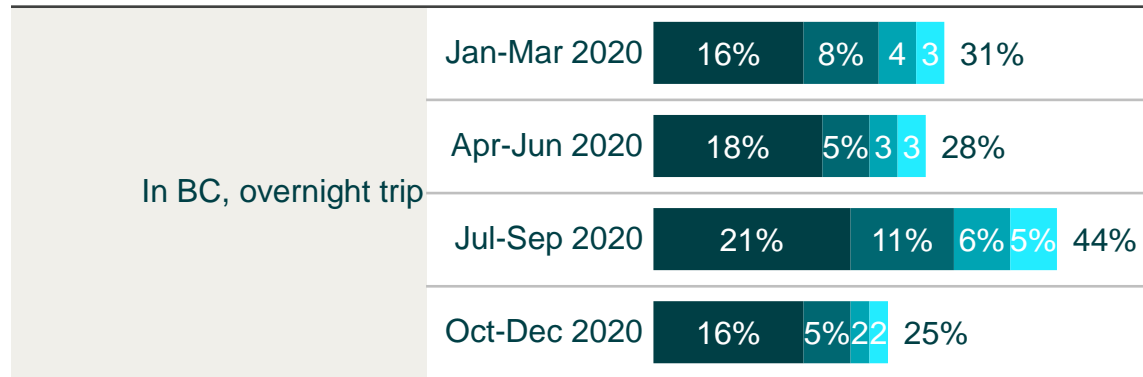 Jan-Mar 2020 16% 8% 4 3 31%
Apr-Jun 2020 18% 5% 3 3 28%
In BC, overnight trip
Jul-Sep 2020 21% 11% 6% 5% 44%
Oct-Dec 2020 16% 5% 2 2 25%